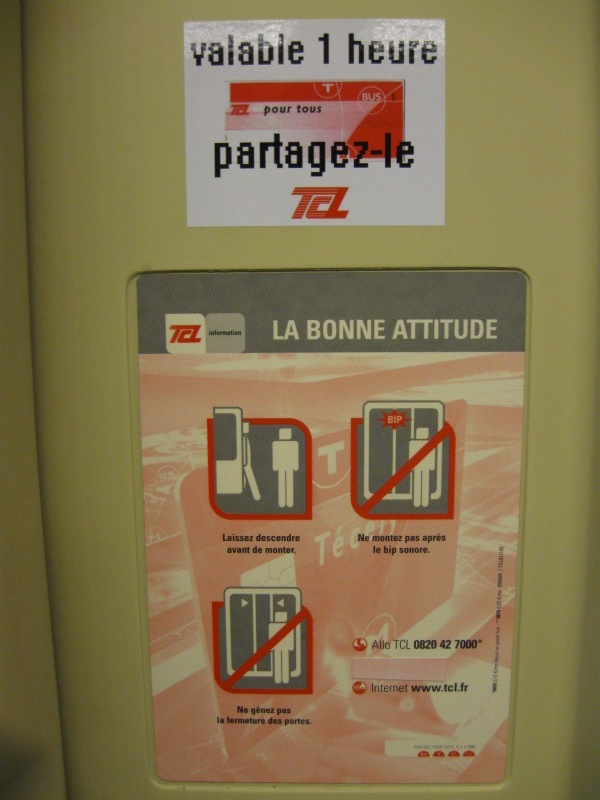 valable 1 heure
TCL pour tous
T
BUS
partagez-le
TCL
TCL information
LA BONNE ATTITUDE
BIP
T
Técély
Laissez descendre
avant de monter.
Ne montez pas après
le bip sonore.
Ne gênez pas
la fermeture des portes.
Allo TCL 0820 42 7000*
Internet www.tcl.fr